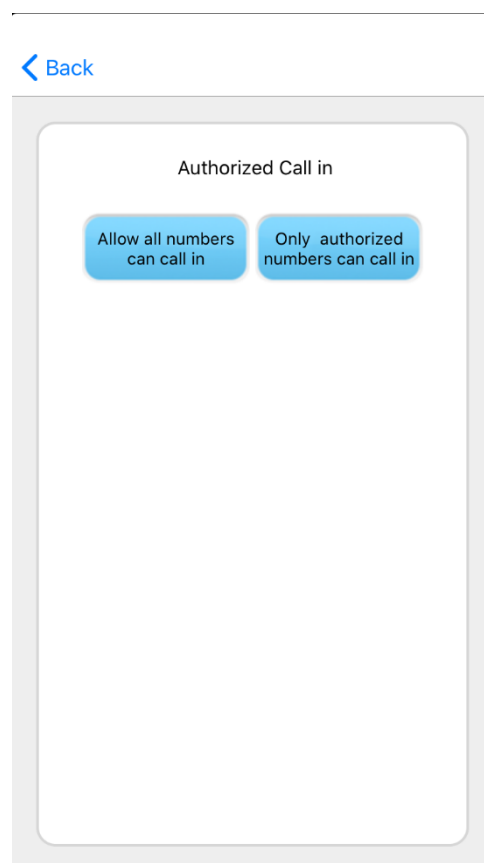 Back
Authorized Call in
Allow all numbers
can call in
Only  authorized
numbers can call in